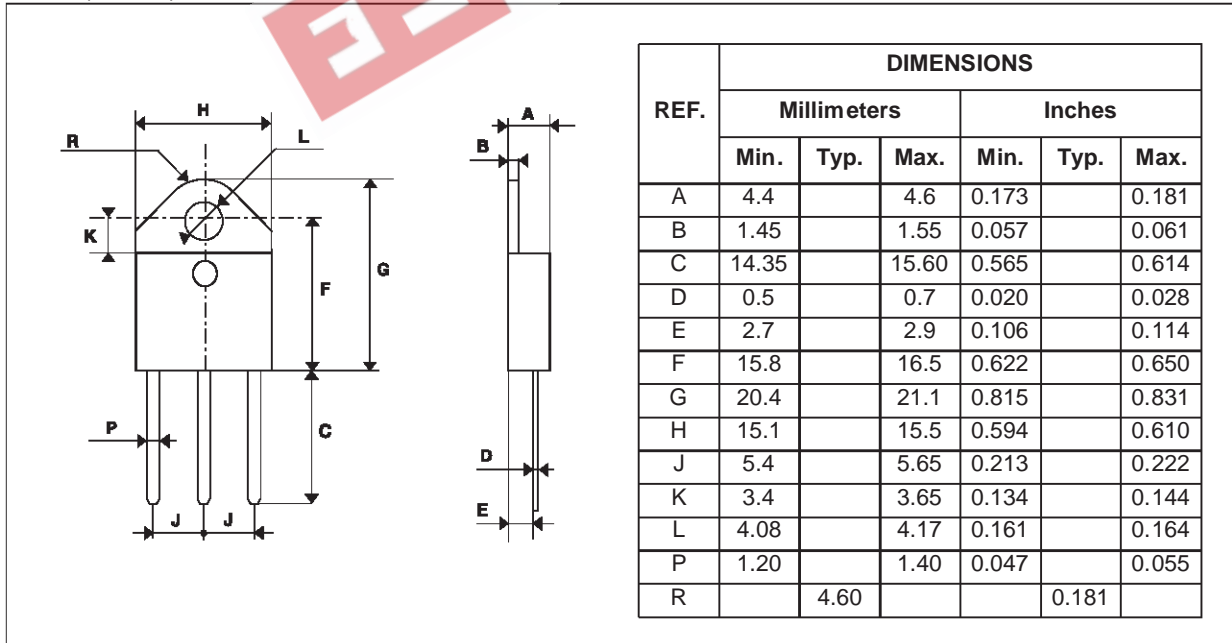 H
A
L
R
B
K
G
F
P
C
D
E
J J
REF. DIMENSIONS
Millimeters Inches
Min. Typ. Max. Min. Typ. Max.
A 4.4 4.6 0.173 0.181
B 1.45 1.55 0.057 0.061
C 14.35 15.60 0.565 0.614
D 0.5 0.7 0.020 0.028
E 2.7 2.9 0.106 0.114
F 15.8 16.5 0.622 0.650
G 20.4 21.1 0.815 0.831
H 15.1 15.5 0.594 0.610
J 5.4 5.65 0.213 0.222
K 3.4 3.65 0.134 0.144
L 4.08 4.17 0.161 0.164
P 1.20 1.40 0.047 0.055
R 4.60 0.181